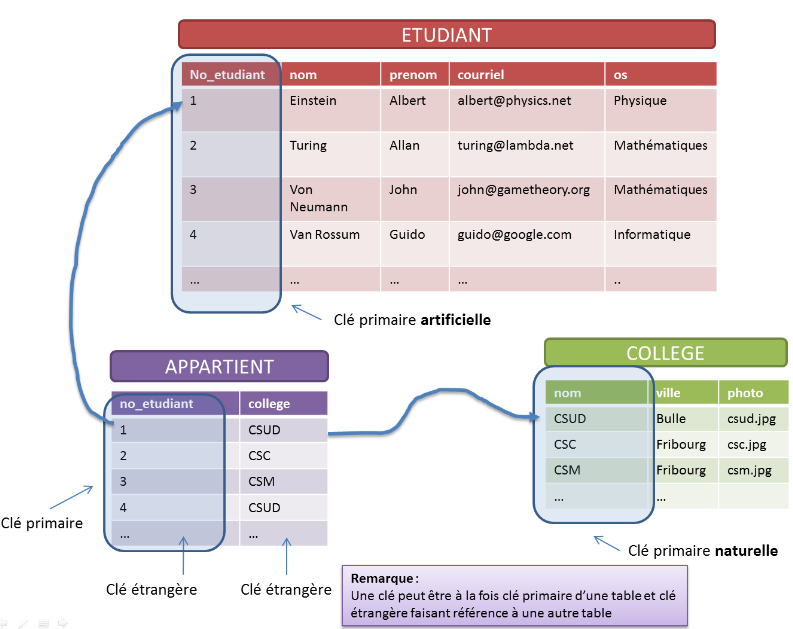 ETUDIANT
No_etudiant nom prenom courriel os
1 Einstein Albert albert@physics.net Physique
2 Turing Allan turing@lambda.net Mathématiques
3 Von Neumann John john@gametheory.org Mathématiques
4 Van Rossum Guido guido@google.com Informatique
... ... ... ... ..
Clé primaire artificielle
APPARTIENT
no_etudiant college
1 CSUD
2 CSC
3 CSM
4 CSUD
... ...
Clé primaire
Clé étrangère
Clé étrangère
COLLEGE
nom ville photo
CSUD Bulle csud.jpg
CSC Fribourg csc.jpg
CSM Fribourg csm.jpg
... ...
Clé primaire naturelle
Remarque :
Une clé peut être à la fois clé primaire d'une table et clé
étrangère faisant référence à une autre table